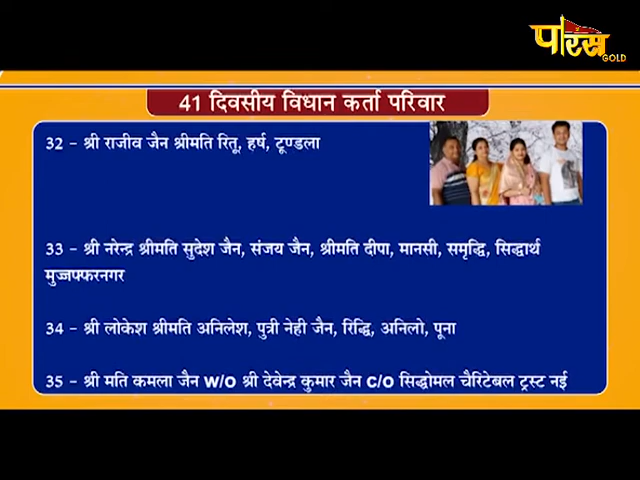 पारस
GOLD
41 दिवसीय विधान कर्ता परिवार
32 - श्री राजीव जैन श्रीमति रितू, हर्ष, टूण्डला
33 - श्री नरेन्द्र श्रीमति सुदेश जैन, संजय जैन, श्रीमति दीपा, मानसी, समृद्धि, सिद्धार्थ
मुज्जफ्फरनगर
34 - श्री लोकेश श्रीमति अनिलेश, पुत्री नेही जैन, रिद्धि, अनिलो, पूना
35 - श्री मति कमला जैन W/O श्री देवेन्द्र कुमार जैन C/O सिद्धोमल चैरिटेबल ट्रस्ट नई